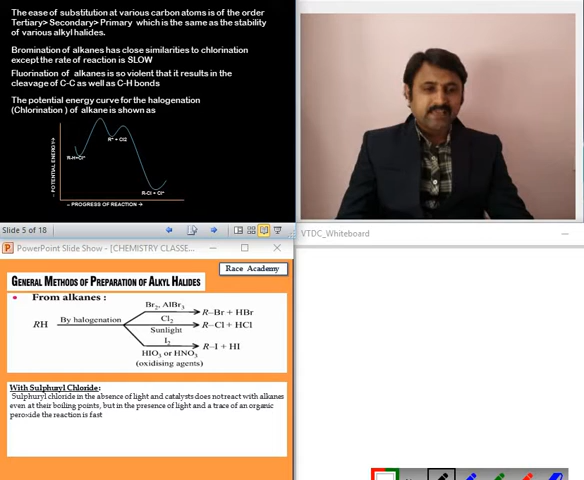 The ease of substitution at various carbon atoms is of the order
Tertiary> Secondary> Primary which is the same as the stability
of various alkyl halides.
Bromination of alkanes has close similarities to chlorination
except the rate of reaction is SLOW
Fluorination of alkanes is so violent that it results in the
cleavage of C-C as well as C-H bonds
The potential energy curve for the halogenation
(Chlorination ) of alkane is shown as
– POTENTIAL ENERGY→
R-H+Cl*
R* + Cl2
R-Cl + Cl*
– PROGRESS OF REACTION →
Slide 5 of 18
VTDC_Whiteboard
PowerPoint Slide Show - [CHEMISTRY CLASSE...
Race Academy
GENERAL METHODS OF PREPARATION OF ALKYL HALIDES
• From alkanes :
Br2, AlBr3
R–Br + HBr
RH
By halogenation
Cl2
Sunlight
R–Cl + HCl
I2
R–I + HI
HIO3 or HNO3
(oxidising agents)
With Sulphuryl Chloride:
Sulphuryl chloride in the absence of light and catalysts does not react with alkanes
even at their boiling points, but in the presence of light and a trace of an organic
peroxide the reaction is fast